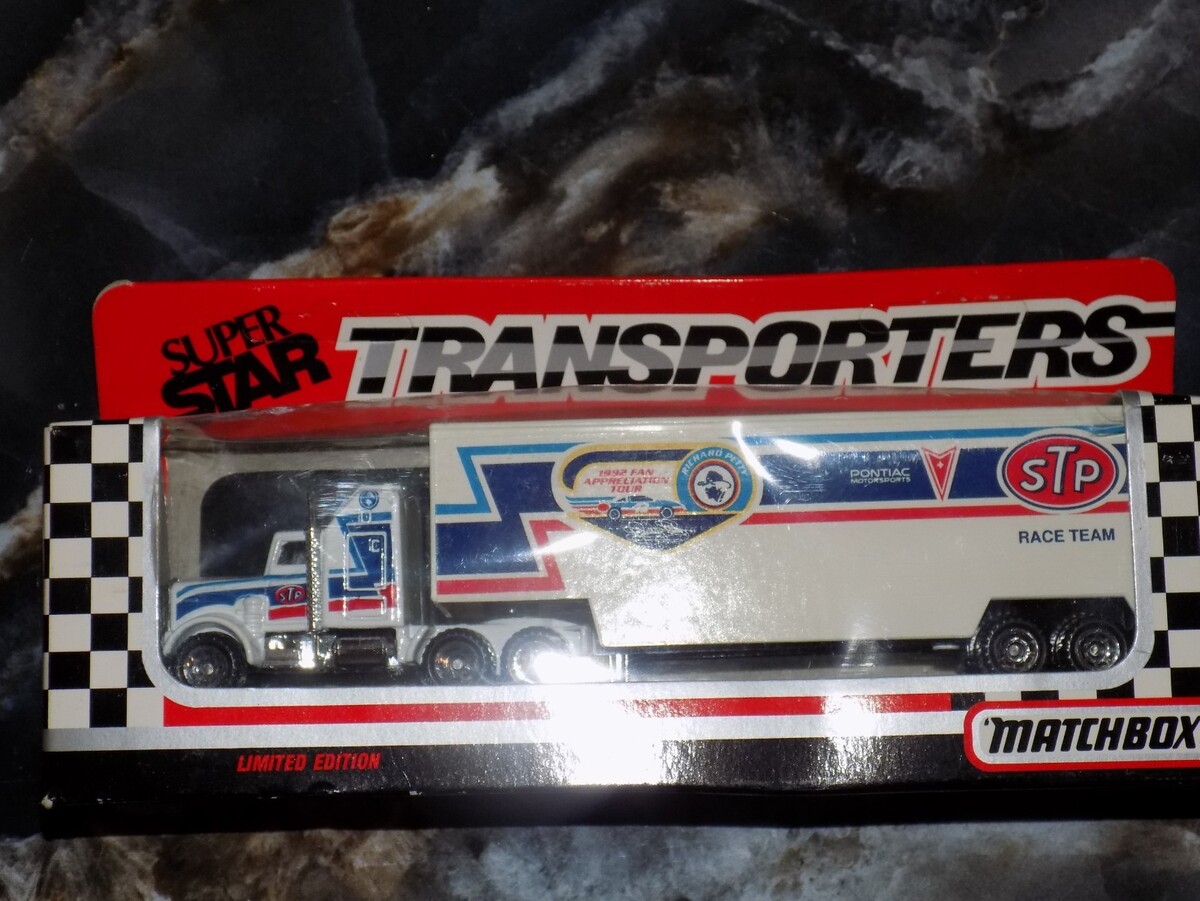 SUPER
STAR
TRANSPORTERS
1992 FAN
APPRECIATION
TOUR
RICHARD PETTY
PONTIAC
MOTORSPORTS
STP
RACE TEAM
STP
LIMITED EDITION
MATCHBOX